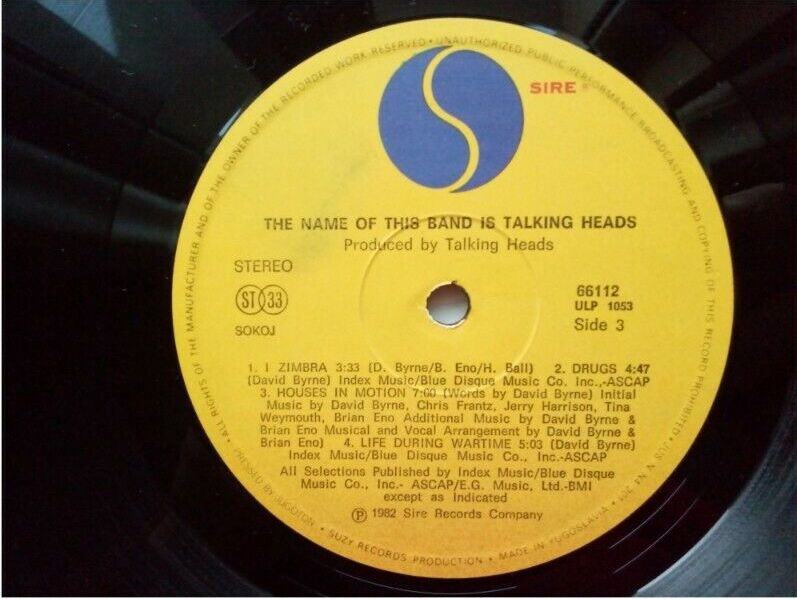 SIRE ®
THE NAME OF THIS BAND IS TALKING HEADS
Produced by Talking Heads
STEREO
ST 33
SOKOJ
66112
ULP 1053
Side 3
1. I ZIMBRA 3:33 (D. Byrne/B. Eno/H. Ball) 2. DRUGS 4:47
(David Byrne) Index Music/Blue Disque Music Co. Inc.,-ASCAP
3. HOUSES IN MOTION 7:00 (Words by David Byrne) Initial
Music by David Byrne, Chris Frantz, Jerry Harrison, Tina
Weymouth, Brian Eno Additional Music by David Byrne &
Brian Eno Musical and Vocal Arrangement by David Byrne &
Brian Eno) 4. LIFE DURING WARTIME 5:03 (David Byrne)
Index Music/Blue Disque Music Co., Inc.-ASCAP
All Selections Published by Index Music/Blue Disque
Music Co., Inc.- ASCAP/E.G. Music, Ltd.-BMI
except as Indicated
Ⓟ 1982 Sire Records Company
• ALL RIGHTS OF THE MANUFACTURER AND OF THE OWNER OF THE RECORDED WORK RESERVED • UNAUTHORIZED PUBLIC PERFORMANCE BROADCASTING AND COPYING OF THIS RECORD PROHIBITED •
PRESSED BY JUGOTON • SUZY RECORDS PRODUCTION • MADE IN YUGOSLAVIA •